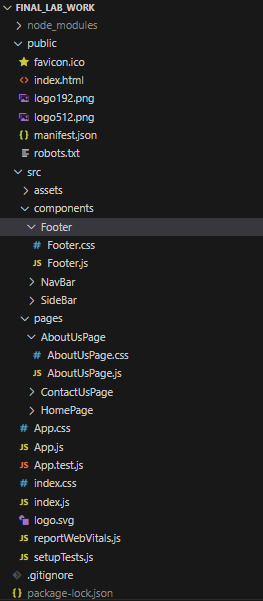 FINAL_LAB_WORK
node_modules
public
favicon.ico
index.html
logo192.png
logo512.png
manifest.json
robots.txt
src
assets
components
Footer
Footer.css
Footer.js
NavBar
SideBar
pages
AboutUsPage
AboutUsPage.css
AboutUsPage.js
ContactUsPage
HomePage
App.css
App.js
App.test.js
index.css
index.js
logo.svg
reportWebVitals.js
setupTests.js
.gitignore
package-lock.json